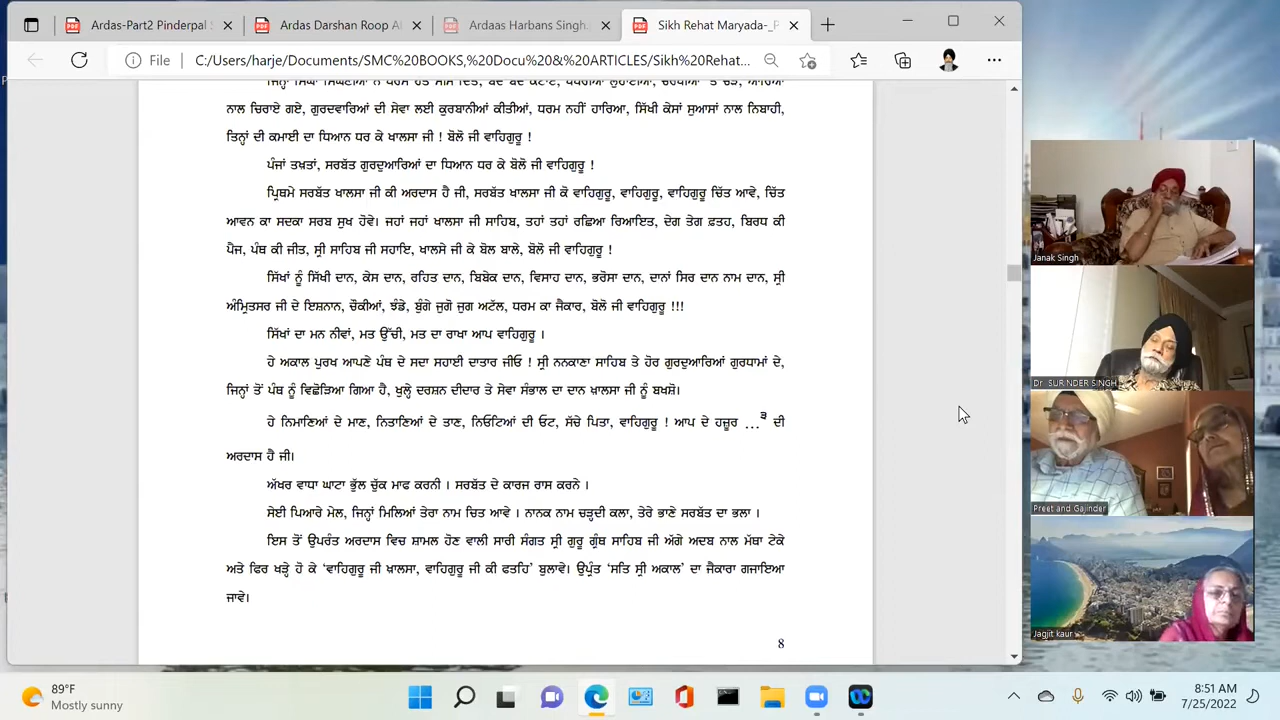 Ardas-Part2 Pinderpal S
Ardas Darshan Roop A
Ardaas Harbans Singh.
Sikh Rehat Maryada-_P
File
C:/Users/harje/Documents/SMC%20BOOKS,%20Docu%20&%20ARTICLES/Sikh%20Rehat...
ਨਾਲ ਚਿਰਾਏ ਗਏ, ਗੁਰਦਵਾਰਿਆਂ ਦੀ ਸੇਵਾ ਲਈ ਕੁਰਬਾਨੀਆਂ ਕੀਤੀਆਂ, ਧਰਮ ਨਹੀਂ ਹਾਰਿਆ, ਸਿੱਖੀ ਕੇਸਾਂ ਸੁਆਸਾਂ ਨਾਲ ਨਿਬਾਹੀ,
ਤਿਨ੍ਹਾਂ ਦੀ ਕਮਾਈ ਦਾ ਧਿਆਨ ਧਰ ਕੇ ਖਾਲਸਾ ਜੀ ! ਬੋਲੋ ਜੀ ਵਾਹਿਗੁਰੂ !
ਪੰਜਾਂ ਤਖ਼ਤਾਂ, ਸਰਬੱਤ ਗੁਰਦੁਆਰਿਆਂ ਦਾ ਧਿਆਨ ਧਰ ਕੇ ਬੋਲੋ ਜੀ ਵਾਹਿਗੁਰੂ !
ਪ੍ਰਿਥਮੇ ਸਰਬੱਤ ਖਾਲਸਾ ਜੀ ਕੀ ਅਰਦਾਸ ਹੈ ਜੀ, ਸਰਬੱਤ ਖਾਲਸਾ ਜੀ ਕੋ ਵਾਹਿਗੁਰੂ, ਵਾਹਿਗੁਰੂ, ਵਾਹਿਗੁਰੂ ਚਿੱਤ ਆਵੇ, ਚਿੱਤ
ਆਵਨ ਕਾ ਸਦਕਾ ਸਰਬ ਸੁਖ ਹੋਵੇ। ਜਹਾਂ ਜਹਾਂ ਖਾਲਸਾ ਜੀ ਸਾਹਿਬ, ਤਹਾਂ ਤਹਾਂ ਰਛਿਆ ਰਿਆਇਤ, ਦੇਗ ਤੇਗ ਫ਼ਤਹ, ਬਿਰਧ ਕੀ
ਪੈਜ, ਪੰਥ ਕੀ ਜੀਤ, ਸ੍ਰੀ ਸਾਹਿਬ ਜੀ ਸਹਾਇ, ਖਾਲਸੇ ਜੀ ਕੇ ਬੋਲ ਬਾਲੇ, ਬੋਲੋ ਜੀ ਵਾਹਿਗੁਰੂ !
ਸਿੱਖਾਂ ਨੂੰ ਸਿੱਖੀ ਦਾਨ, ਕੇਸ ਦਾਨ, ਰਹਿਤ ਦਾਨ, ਬਿਬੇਕ ਦਾਨ, ਵਿਸਾਹ ਦਾਨ, ਭਰੋਸਾ ਦਾਨ, ਦਾਨਾਂ ਸਿਰ ਦਾਨ ਨਾਮ ਦਾਨ, ਸ੍ਰੀ
ਅੰਮ੍ਰਿਤਸਰ ਜੀ ਦੇ ਇਸ਼ਨਾਨ, ਚੌਕੀਆਂ, ਝੰਡੇ, ਬੁੰਗੇ ਜੁਗੋ ਜੁਗ ਅਟੱਲ, ਧਰਮ ਕਾ ਜੈਕਾਰ, ਬੋਲੋ ਜੀ ਵਾਹਿਗੁਰੂ !!!
ਸਿੱਖਾਂ ਦਾ ਮਨ ਨੀਵਾਂ, ਮਤ ਉੱਚੀ, ਮਤ ਦਾ ਰਾਖਾ ਆਪ ਵਾਹਿਗੁਰੂ ।
ਹੇ ਅਕਾਲ ਪੁਰਖ ਆਪਣੇ ਪੰਥ ਦੇ ਸਦਾ ਸਹਾਈ ਦਾਤਾਰ ਜੀਓ ! ਸ੍ਰੀ ਨਨਕਾਣਾ ਸਾਹਿਬ ਤੇ ਹੋਰ ਗੁਰਦੁਆਰਿਆਂ ਗੁਰਧਾਮਾਂ ਦੇ,
ਜਿਨ੍ਹਾਂ ਤੋਂ ਪੰਥ ਨੂੰ ਵਿਛੋੜਿਆ ਗਿਆ ਹੈ, ਖੁਲ੍ਹੇ ਦਰਸ਼ਨ ਦੀਦਾਰ ਤੇ ਸੇਵਾ ਸੰਭਾਲ ਦਾ ਦਾਨ ਖ਼ਾਲਸਾ ਜੀ ਨੂੰ ਬਖਸ਼ੋ।
ਹੇ ਨਿਮਾਣਿਆਂ ਦੇ ਮਾਣ, ਨਿਤਾਣਿਆਂ ਦੇ ਤਾਣ, ਨਿਓਟਿਆਂ ਦੀ ਓਟ, ਸੱਚੇ ਪਿਤਾ, ਵਾਹਿਗੁਰੂ ! ਆਪ ਦੇ ਹਜ਼ੂਰ ...੩ ਦੀ
ਅਰਦਾਸ ਹੈ ਜੀ।
ਅੱਖਰ ਵਾਧਾ ਘਾਟਾ ਭੁੱਲ ਚੁੱਕ ਮਾਫ ਕਰਨੀ । ਸਰਬੱਤ ਦੇ ਕਾਰਜ ਰਾਸ ਕਰਨੇ ।
ਸੇਈ ਪਿਆਰੇ ਮੇਲ, ਜਿਨ੍ਹਾਂ ਮਿਲਿਆਂ ਤੇਰਾ ਨਾਮ ਚਿਤ ਆਵੇ । ਨਾਨਕ ਨਾਮ ਚੜ੍ਹਦੀ ਕਲਾ, ਤੇਰੇ ਭਾਣੇ ਸਰਬੱਤ ਦਾ ਭਲਾ ।
ਇਸ ਤੋਂ ਉਪਰੰਤ ਅਰਦਾਸ ਵਿਚ ਸ਼ਾਮਲ ਹੋਣ ਵਾਲੀ ਸਾਰੀ ਸੰਗਤ ਸ੍ਰੀ ਗੁਰੂ ਗ੍ਰੰਥ ਸਾਹਿਬ ਜੀ ਅੱਗੇ ਅਦਬ ਨਾਲ ਮੱਥਾ ਟੇਕੇ
ਅਤੇ ਫਿਰ ਖੜ੍ਹੇ ਹੋ ਕੇ 'ਵਾਹਿਗੁਰੂ ਜੀ ਖ਼ਾਲਸਾ, ਵਾਹਿਗੁਰੂ ਜੀ ਕੀ ਫਤਹਿ' ਬੁਲਾਵੇ। ਉਪ੍ਰੰਤ 'ਸਤਿ ਸ੍ਰੀ ਅਕਾਲ' ਦਾ ਜੈਕਾਰਾ ਗਜਾਇਆ
ਜਾਵੇ।
8
Janak Singh
Dr SURINDER SINGH
Preet and Gajinder
Jagjit kaur
89°F
Mostly sunny
8:51 AM
7/25/2022